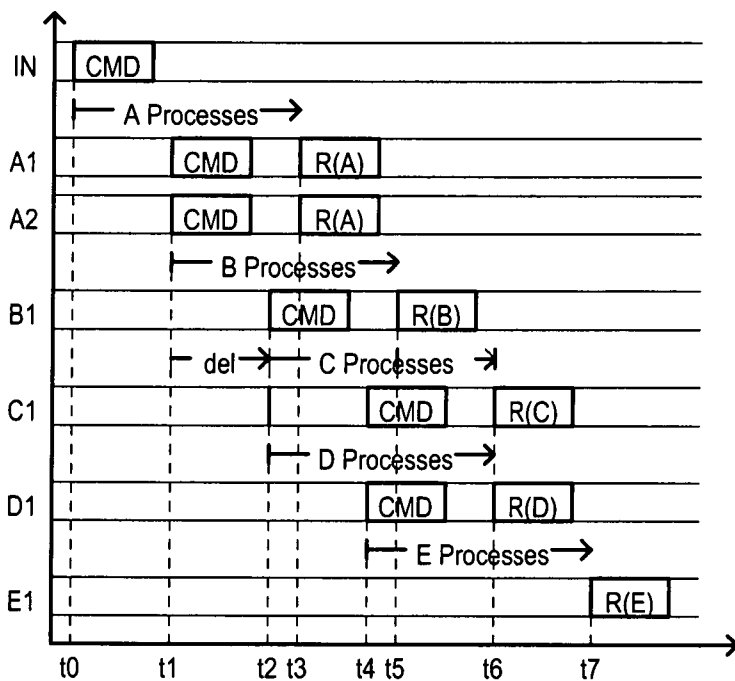 IN CMD
A Processes
A1 CMD R(A)
A2 CMD R(A)
B Processes
B1 CMD R(B)
del C Processes
C1 CMD R(C)
D Processes
D1 CMD R(D)
E Processes
E1 R(E)
t0 t1 t2 t3 t4 t5 t6 t7